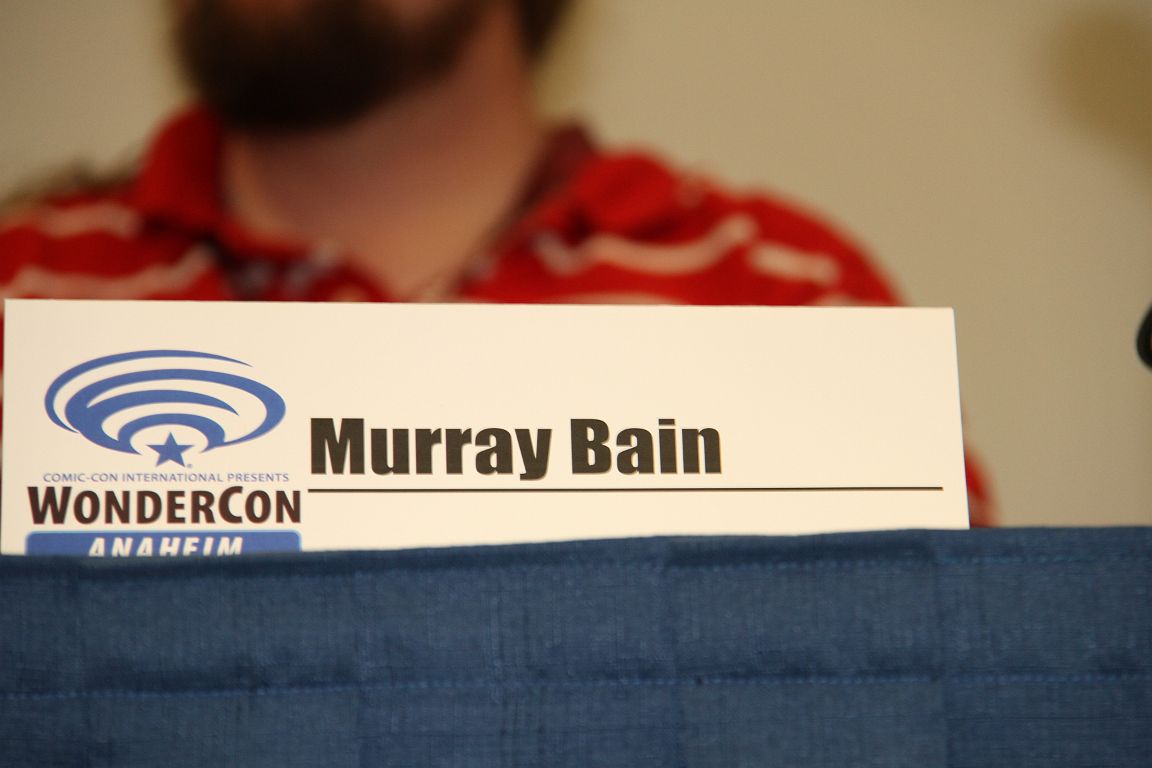 Murray Bain
COMIC-CON INTERNATIONAL PRESENTS
WONDERCON
ANAHEIM